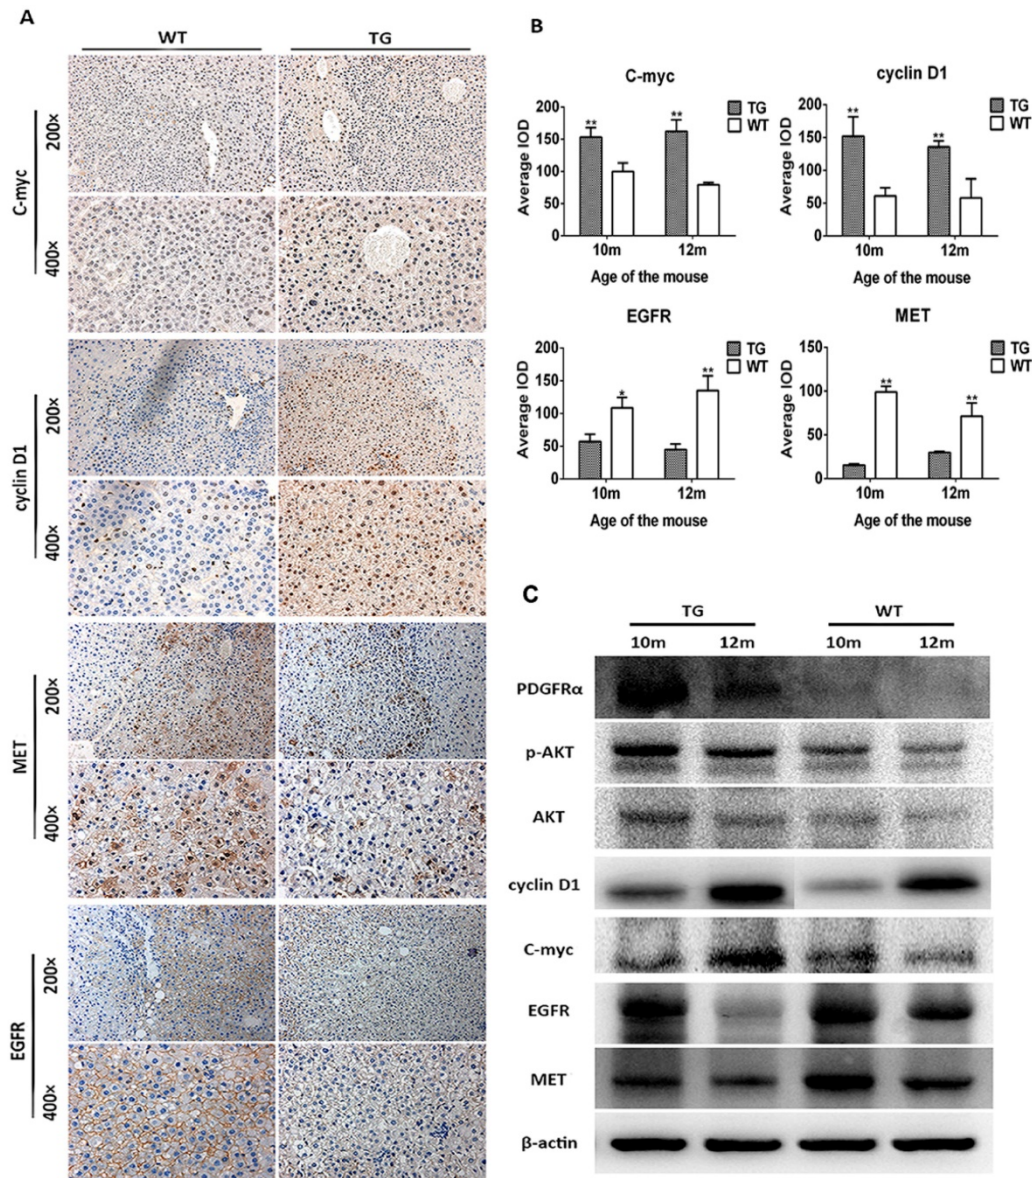 A
WT TG
C-myc
200×
400×
cyclin D1
200×
400×
MET
200×
400×
EGFR
200×
400×
B
C-myc
Average IOD
200
150
100
50
0
**
**
TG
WT
10m 12m
Age of the mouse
cyclin D1
Average IOD
200
150
100
50
0
**
**
TG
WT
10m 12m
Age of the mouse
EGFR
Average IOD
200
150
100
50
0
*
**
TG
WT
10m 12m
Age of the mouse
MET
Average IOD
150
100
50
0
**
**
TG
WT
10m 12m
Age of the mouse
C
TG WT
10m 12m 10m 12m
PDGFRα
p-AKT
AKT
cyclin D1
C-myc
EGFR
MET
β-actin